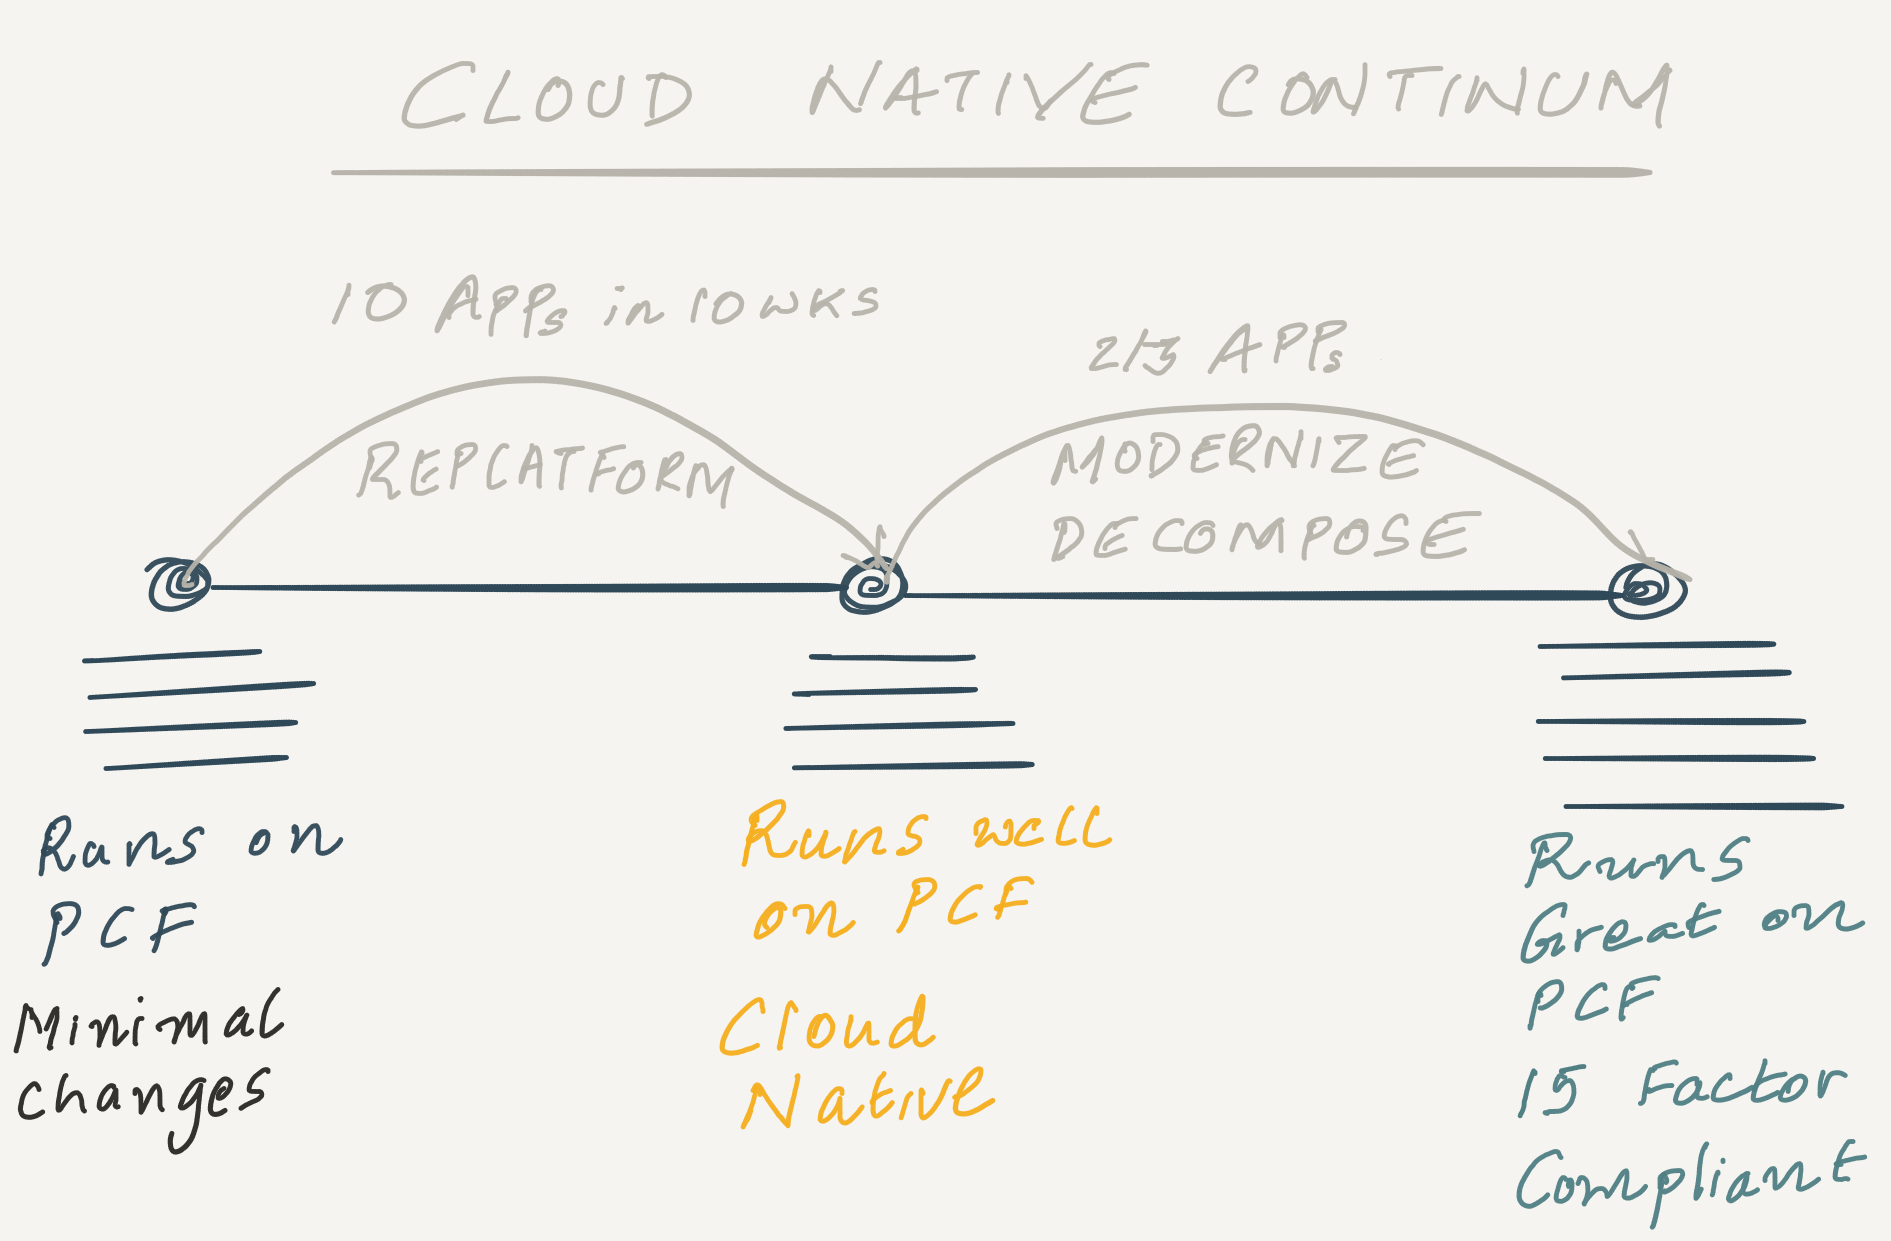 CLOUD NATIVE CONTINUUM
10 APPs in 10 wks
2/3 APPs
REPLATFORM
MODERNIZE
DECOMPOSE
Runs on
PCF
Minimal
changes
Runs well
on PCF
Cloud
Native
Runs
Great on
PCF
15 Factor
Compliant